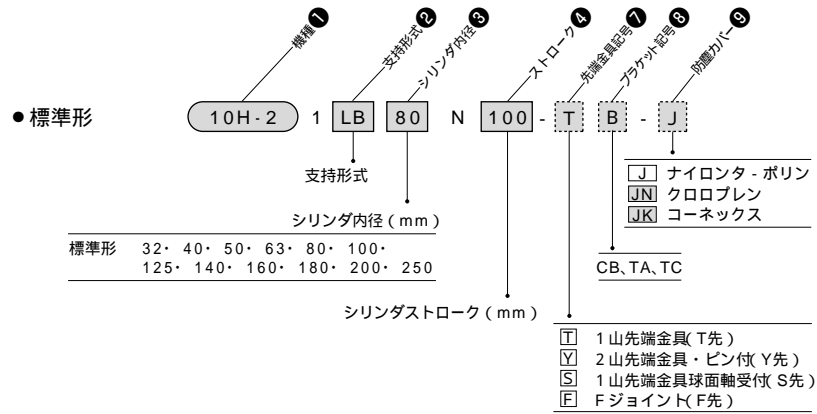 機種❶
支持形式❷
シリンダ内径❸
ストローク❹
先端金具記号❼
ブラケット記号❽
防塵カバー❾
●標準形 10H-2 1 LB 80 N 100 - T B - J
支持形式
シリンダ内径(mm)
標準形 32・ 40・ 50・ 63・ 80・ 100・
125・ 140・ 160・ 180・ 200・ 250
シリンダストローク(mm)
J ナイロンタ-ポリン
JN クロロプレン
JK コーネックス
CB、TA、TC
T 1山先端金具(T先)
Y 2山先端金具・ピン付(Y先)
S 1山先端金具球面軸受付(S先)
F Fジョイント(F先)